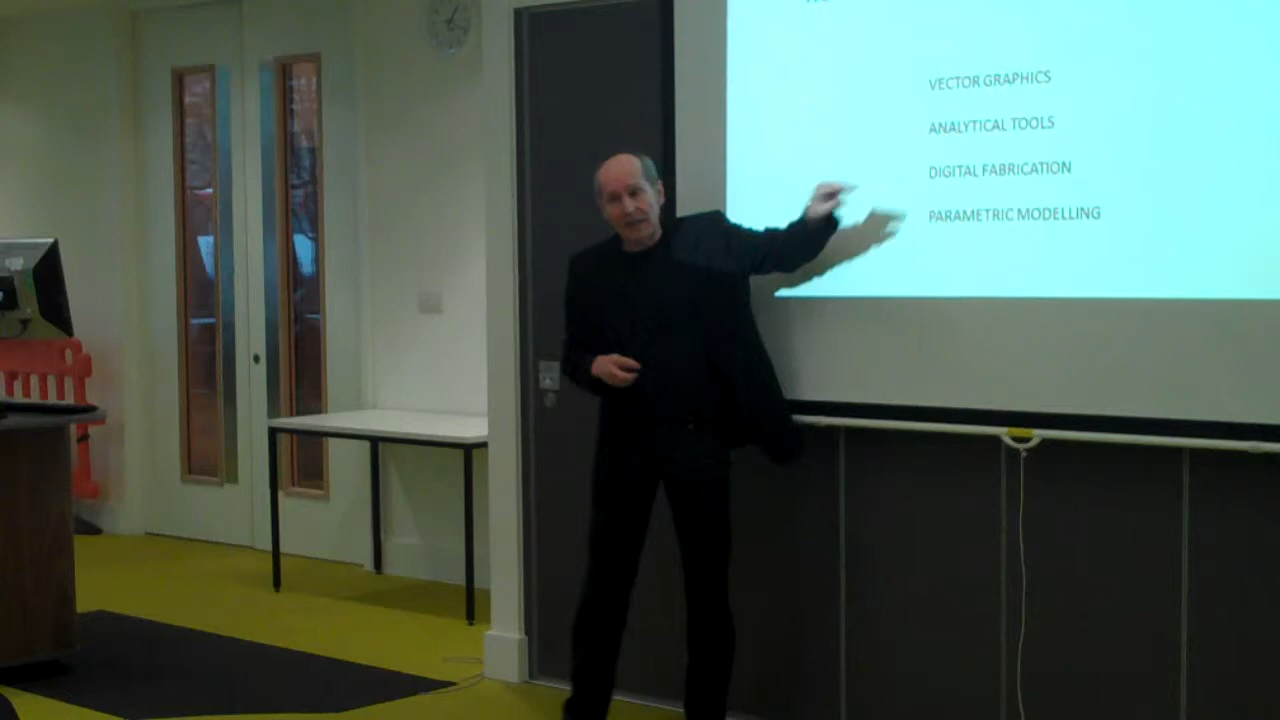 VECTOR GRAPHICS
ANALYTICAL TOOLS
DIGITAL FABRICATION
PARAMETRIC MODELLING